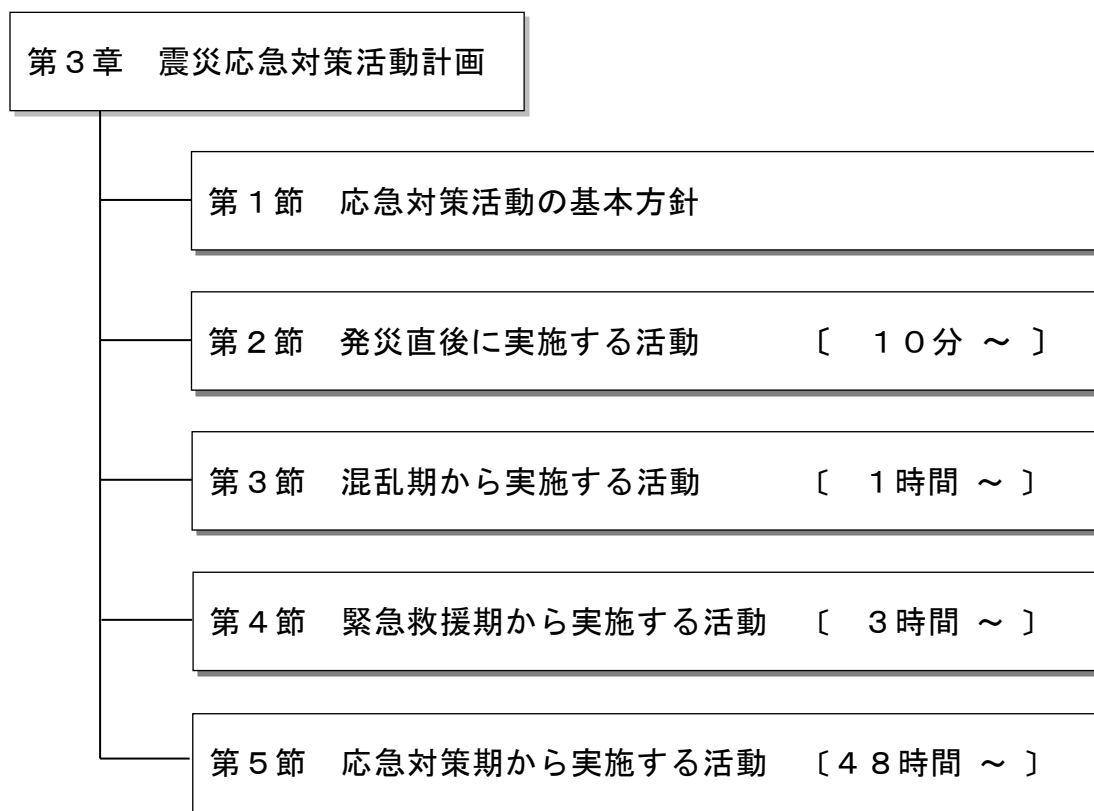 第３章　震災応急対策活動計画
第１節　応急対策活動の基本方針
第２節　発災直後に実施する活動　　　〔　１０分 ～ 〕
第３節　混乱期から実施する活動　　　〔　１時間 ～ 〕
第４節　緊急救援期から実施する活動　〔　３時間 ～ 〕
第５節　応急対策期から実施する活動　〔４８時間 ～ 〕